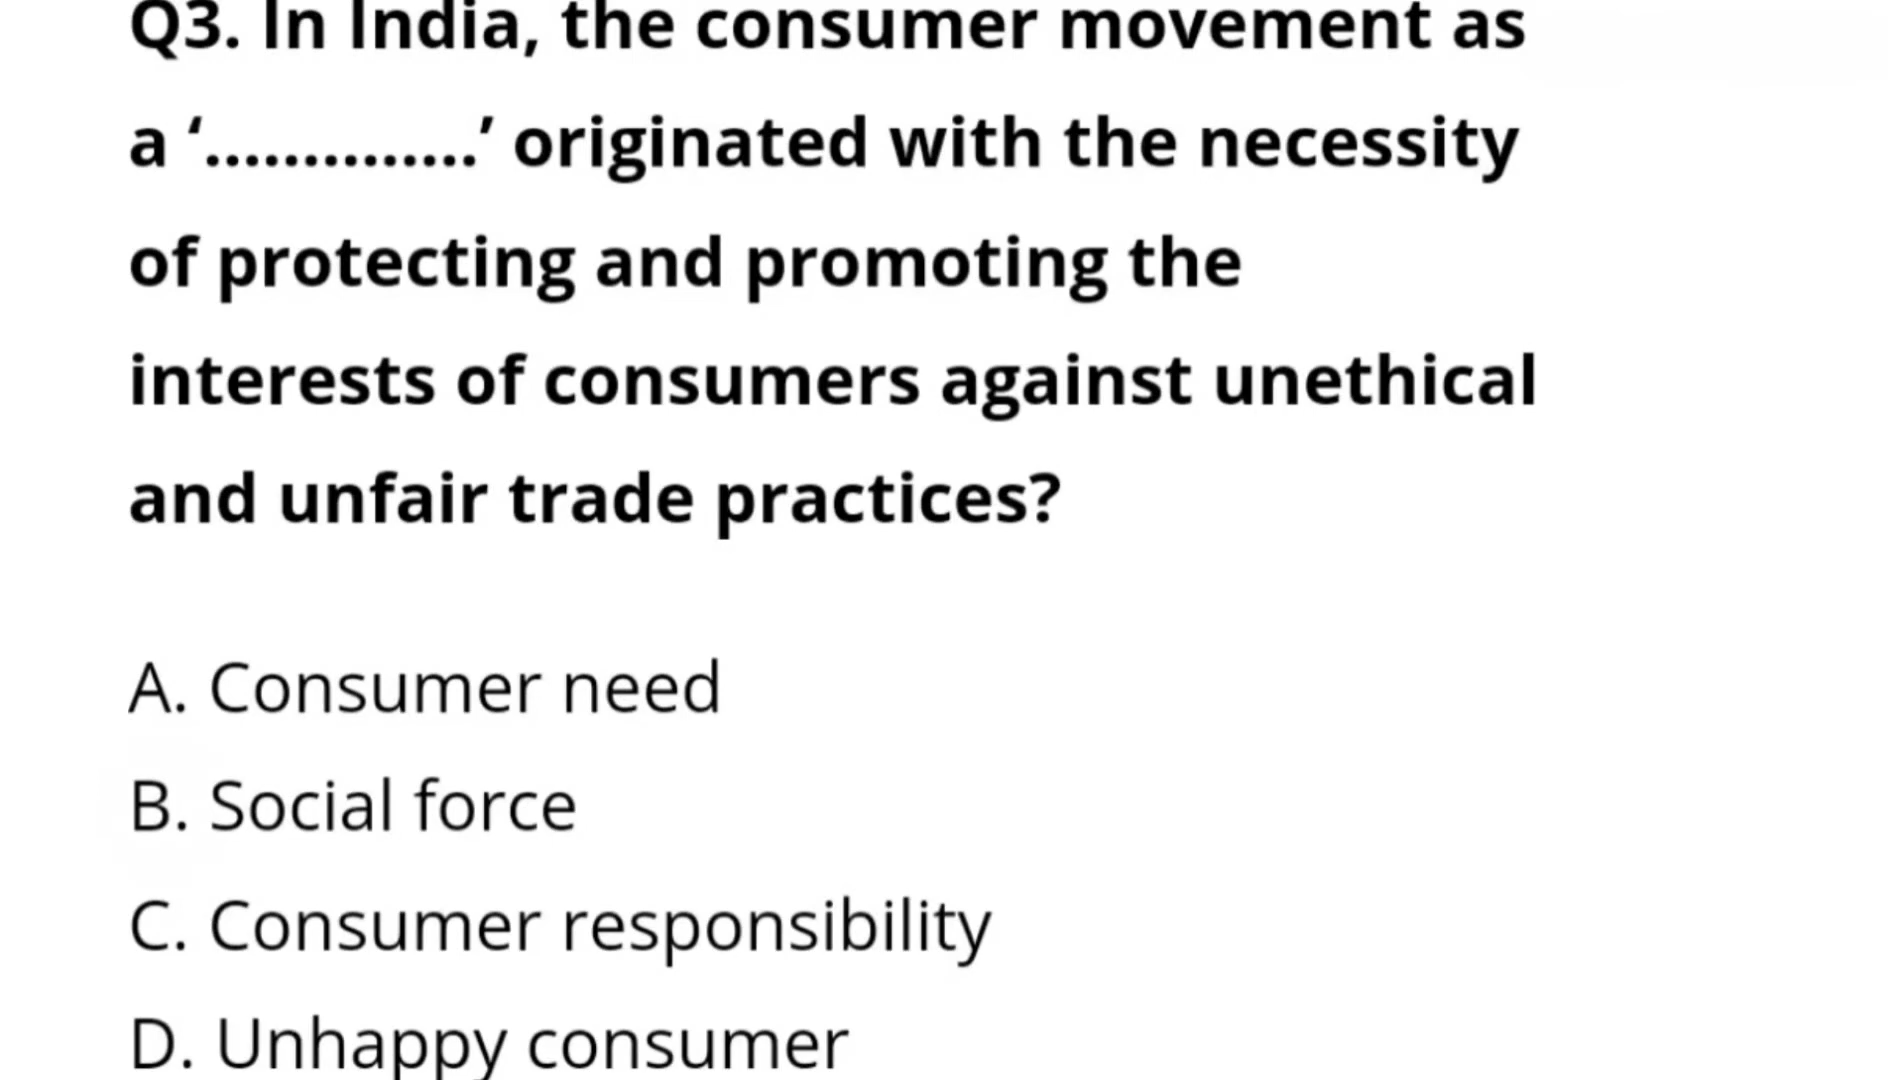 Q3. In India, the consumer movement as
a ‘..............’ originated with the necessity
of protecting and promoting the
interests of consumers against unethical
and unfair trade practices?
A. Consumer need
B. Social force
C. Consumer responsibility
D. Unhappy consumer